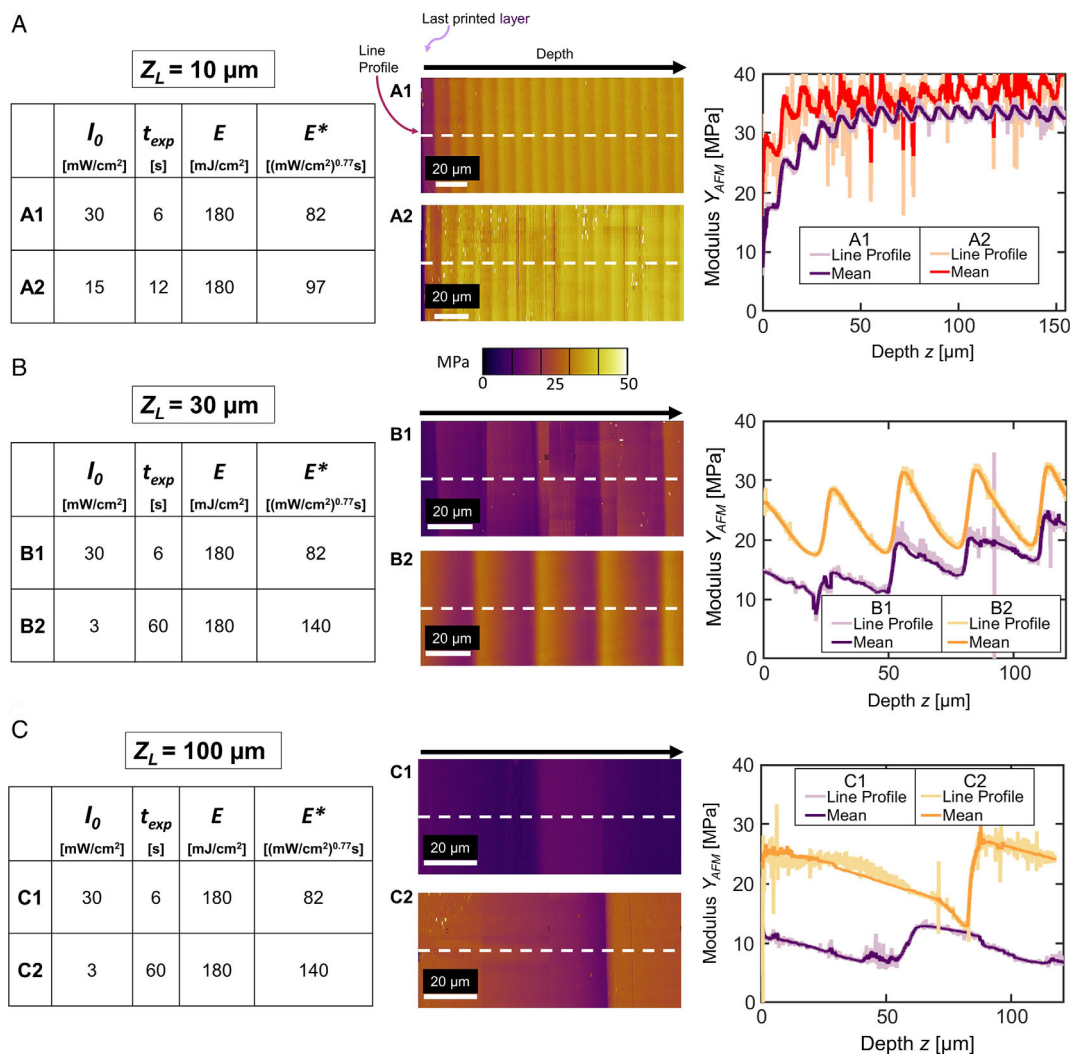 A
Z_L = 10 µm
I_0 t_exp E E*
[mW/cm²] [s] [mJ/cm²] [(mW/cm²)^0.77s]
A1 30 6 180 82
A2 15 12 180 97
Last printed layer
Line Profile
Depth
A1
20 µm
A2
20 µm
MPa
0 25 50
Modulus Y_AFM [MPa]
40
30
20
10
0
0 50 100 150
Depth z [µm]
A1 A2
Line Profile Line Profile
Mean Mean
B
Z_L = 30 µm
I_0 t_exp E E*
[mW/cm²] [s] [mJ/cm²] [(mW/cm²)^0.77s]
B1 30 6 180 82
B2 3 60 180 140
B1
20 µm
B2
20 µm
Modulus Y_AFM [MPa]
40
30
20
10
0
0 50 100
Depth z [µm]
B1 B2
Line Profile Line Profile
Mean Mean
C
Z_L = 100 µm
I_0 t_exp E E*
[mW/cm²] [s] [mJ/cm²] [(mW/cm²)^0.77s]
C1 30 6 180 82
C2 3 60 180 140
C1
20 µm
C2
20 µm
Modulus Y_AFM [MPa]
40
30
20
10
0
0 50 100
Depth z [µm]
C1 C2
Line Profile Line Profile
Mean Mean